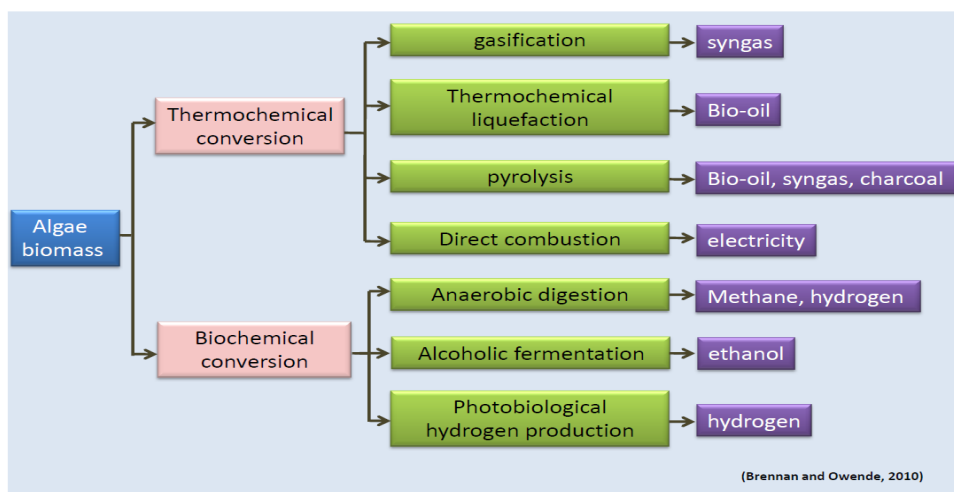 gasification
syngas
Thermochemical
liquefaction
Bio-oil
Thermochemical
conversion
pyrolysis
Bio-oil, syngas, charcoal
Algae
biomass
Direct combustion
electricity
Anaerobic digestion
Methane, hydrogen
Biochemical
conversion
Alcoholic fermentation
ethanol
Photobiological
hydrogen production
hydrogen
(Brennan and Owende, 2010)